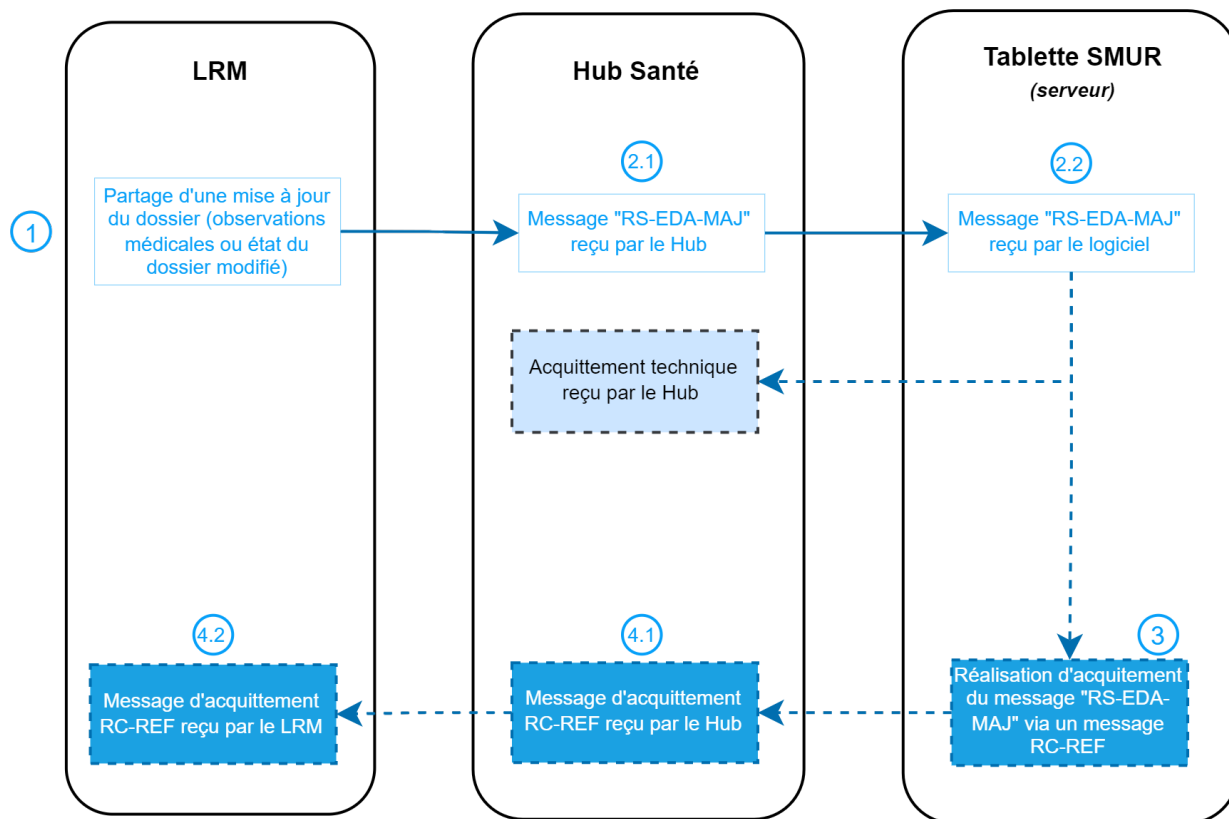 LRM
Hub Santé
Tablette SMUR
(serveur)
2.1
2.2
1
Partage d'une mise à jour
du dossier (observations
médicales ou état du
dossier modifié)
Message "RS-EDA-MAJ"
reçu par le Hub
Message "RS-EDA-MAJ"
reçu par le logiciel
Acquittement technique
reçu par le Hub
4.2
4.1
3
Message d'acquittement
RC-REF reçu par le LRM
Message d'acquittement
RC-REF reçu par le Hub
Réalisation d'acquitement
du message "RS-EDA-
MAJ" via un message
RC-REF